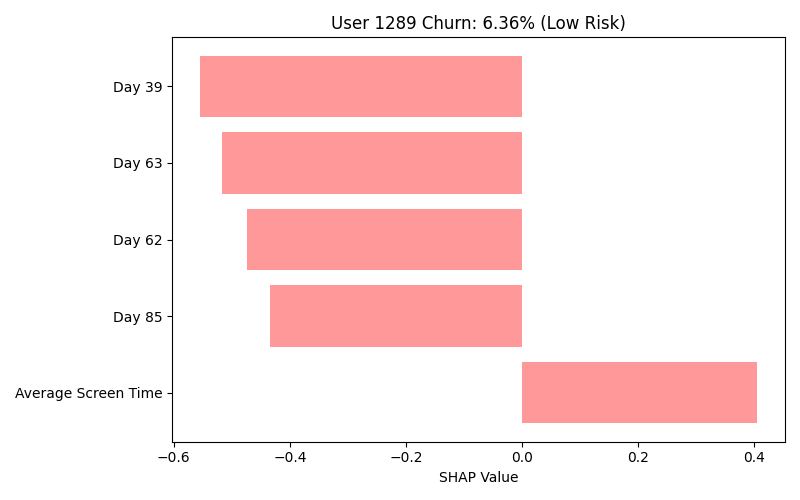 User 1289 Churn: 6.36% (Low Risk)
Day 39
Day 63
Day 62
Day 85
Average Screen Time
−0.6 −0.4 −0.2 0.0 0.2 0.4
SHAP Value